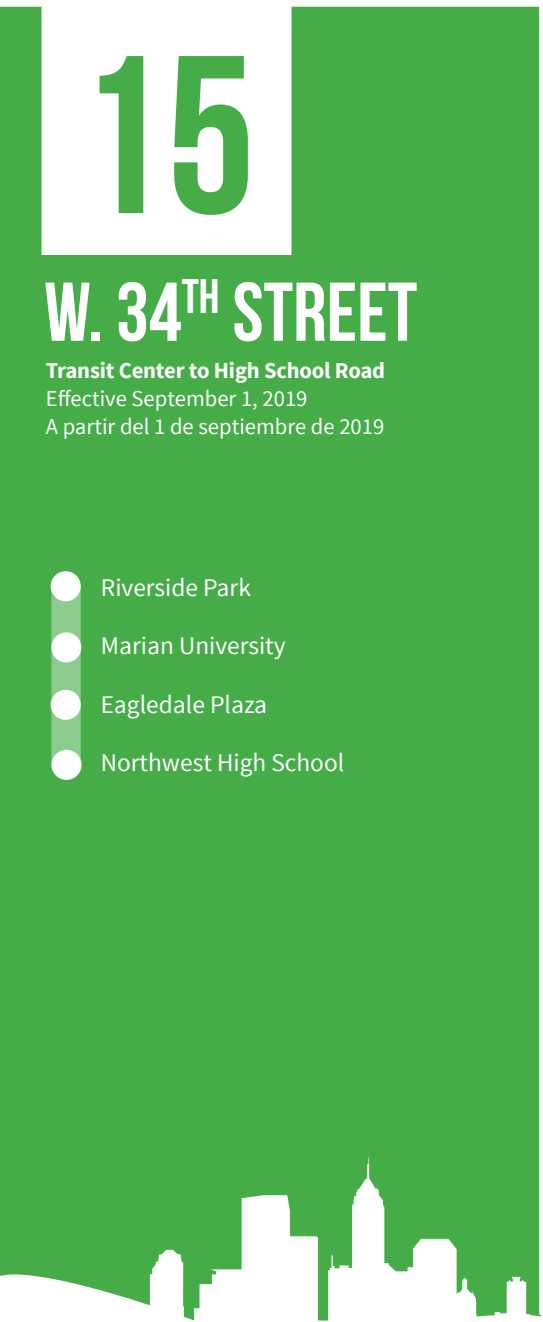 15
W. 34TH STREET
Transit Center to High School Road
Effective September 1, 2019
A partir del 1 de septiembre de 2019
Riverside Park
Marian University
Eagledale Plaza
Northwest High School